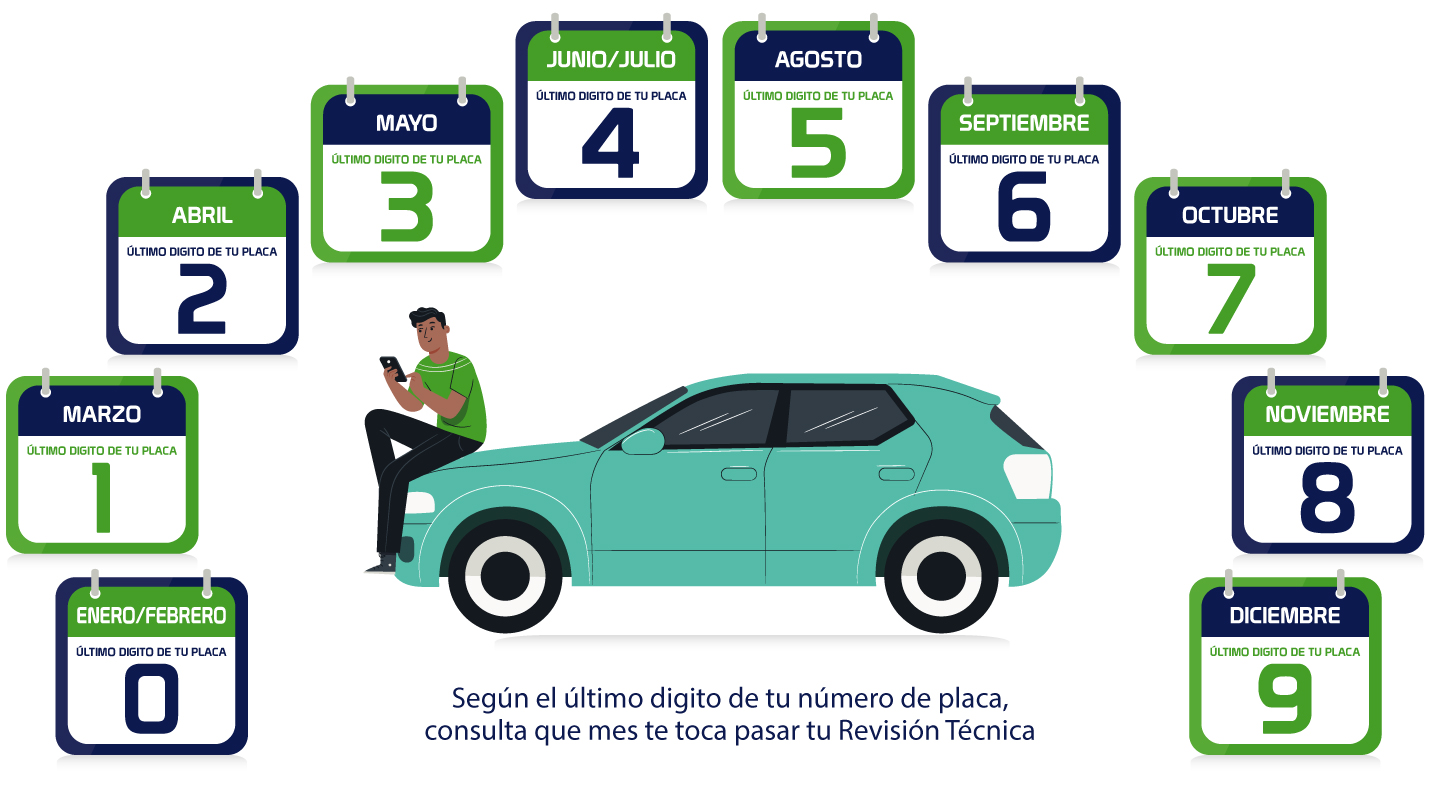 ENERO/FEBRERO
ÚLTIMO DIGITO DE TU PLACA
0
MARZO
ÚLTIMO DIGITO DE TU PLACA
1
ABRIL
ÚLTIMO DIGITO DE TU PLACA
2
MAYO
ÚLTIMO DIGITO DE TU PLACA
3
JUNIO/JULIO
ÚLTIMO DIGITO DE TU PLACA
4
AGOSTO
ÚLTIMO DIGITO DE TU PLACA
5
SEPTIEMBRE
ÚLTIMO DIGITO DE TU PLACA
6
OCTUBRE
ÚLTIMO DIGITO DE TU PLACA
7
NOVIEMBRE
ÚLTIMO DIGITO DE TU PLACA
8
DICIEMBRE
ÚLTIMO DIGITO DE TU PLACA
9
Según el último digito de tu número de placa,
consulta que mes te toca pasar tu Revisión Técnica